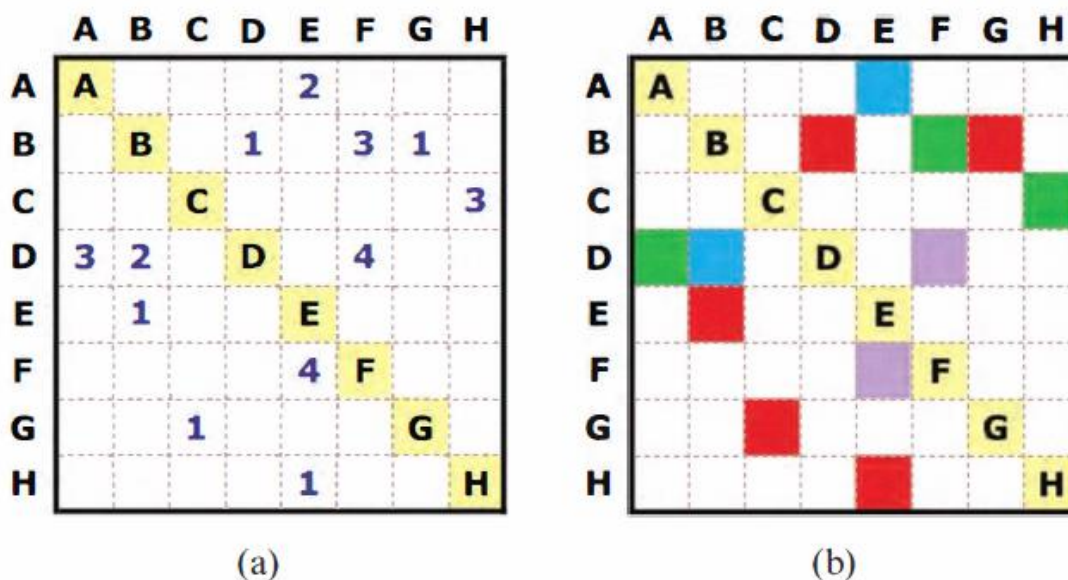 A B C D E F G H
A A 2
B B 1 3 1
C C 3
D 3 2 D 4
E 1 E
F 4 F
G 1 G
H 1 H
(a)
A B C D E F G H
A A
B B
C C
D D
E E
F F
G G
H H
(b)